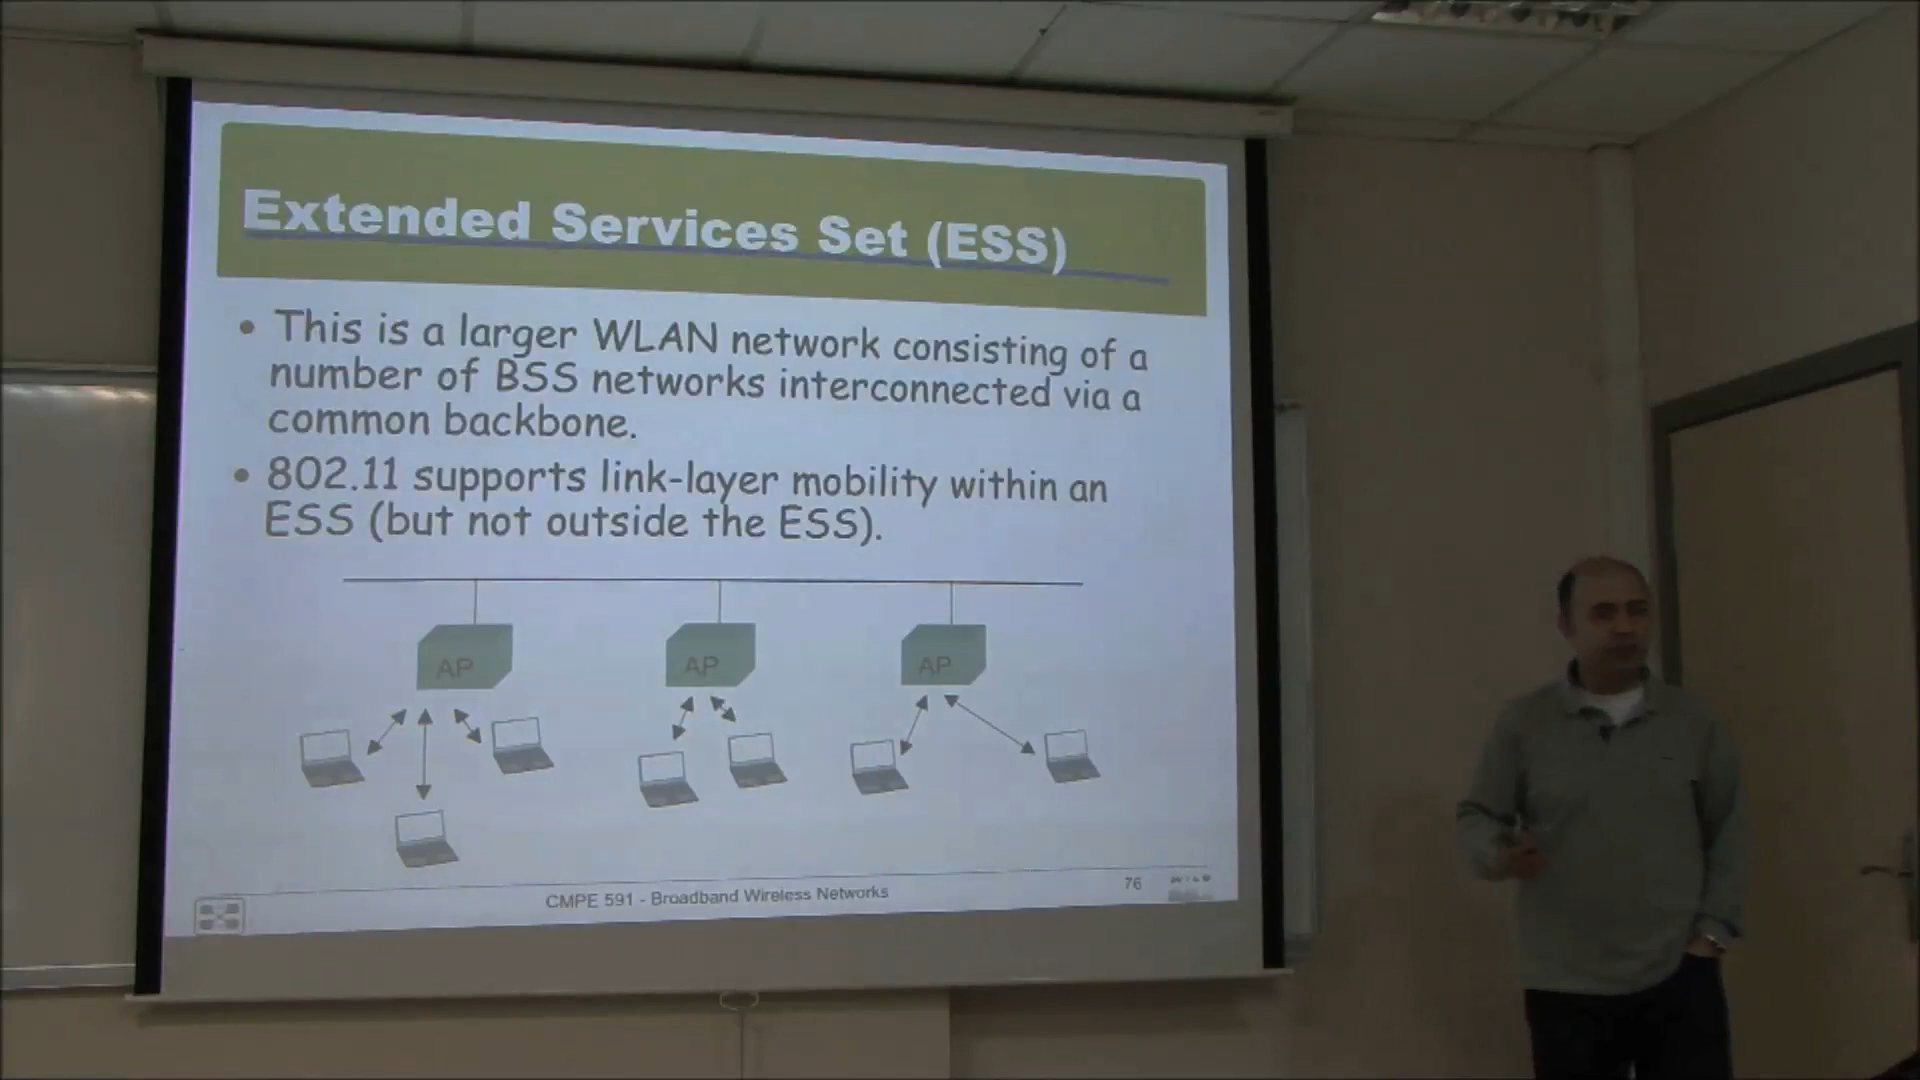 Extended Services Set (ESS)
• This is a larger WLAN network consisting of a
number of BSS networks interconnected via a
common backbone.
• 802.11 supports link-layer mobility within an
ESS (but not outside the ESS).
AP AP AP
CMPE 591 - Broadband Wireless Networks 76